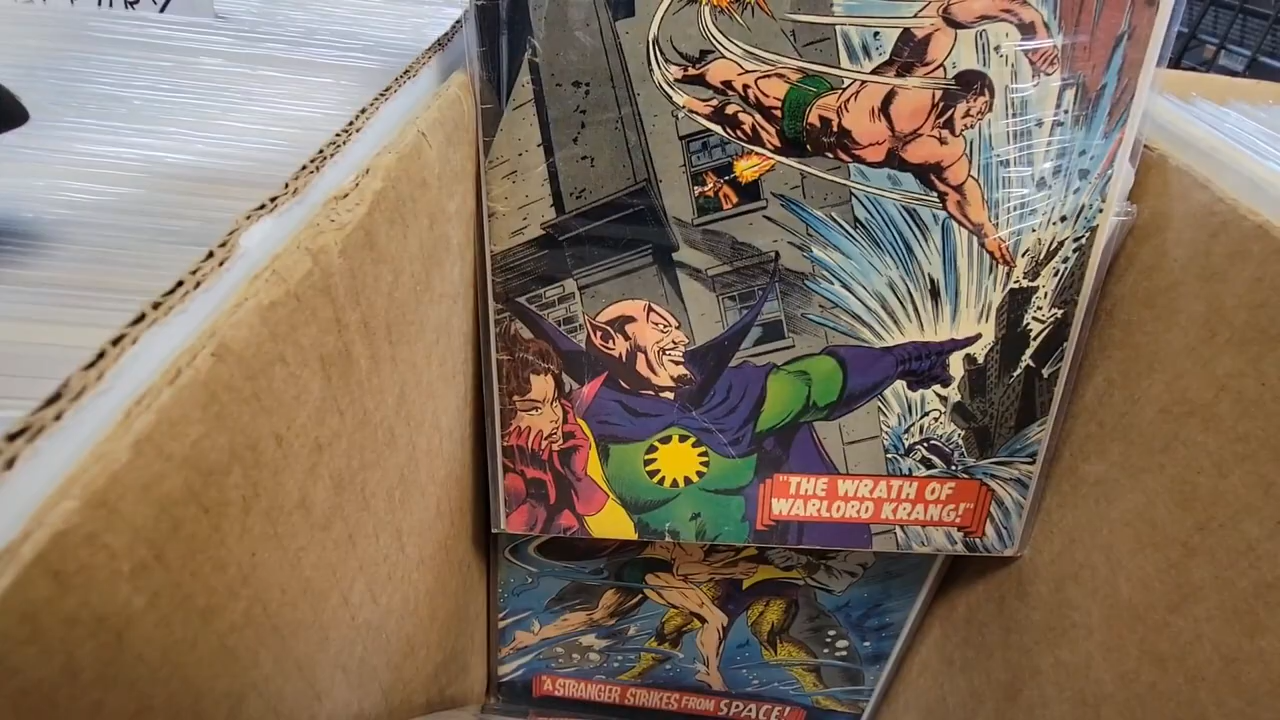 "THE WRATH OF
WARLORD KRANG!"
"A STRANGER STRIKES FROM SPACE!